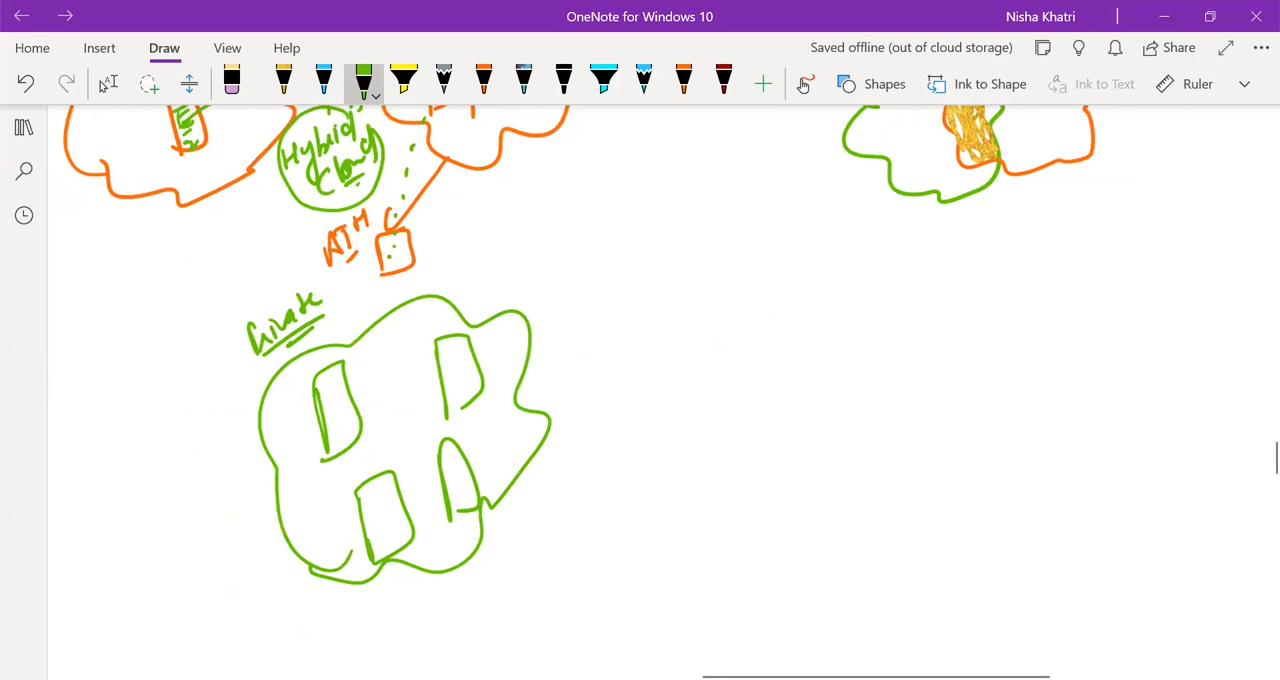 OneNote for Windows 10
Nisha Khatri
Home Insert Draw View Help
Saved offline (out of cloud storage)
Share
Shapes
Ink to Shape
Ink to Text
Ruler
Hybrid
Cloud
ATM